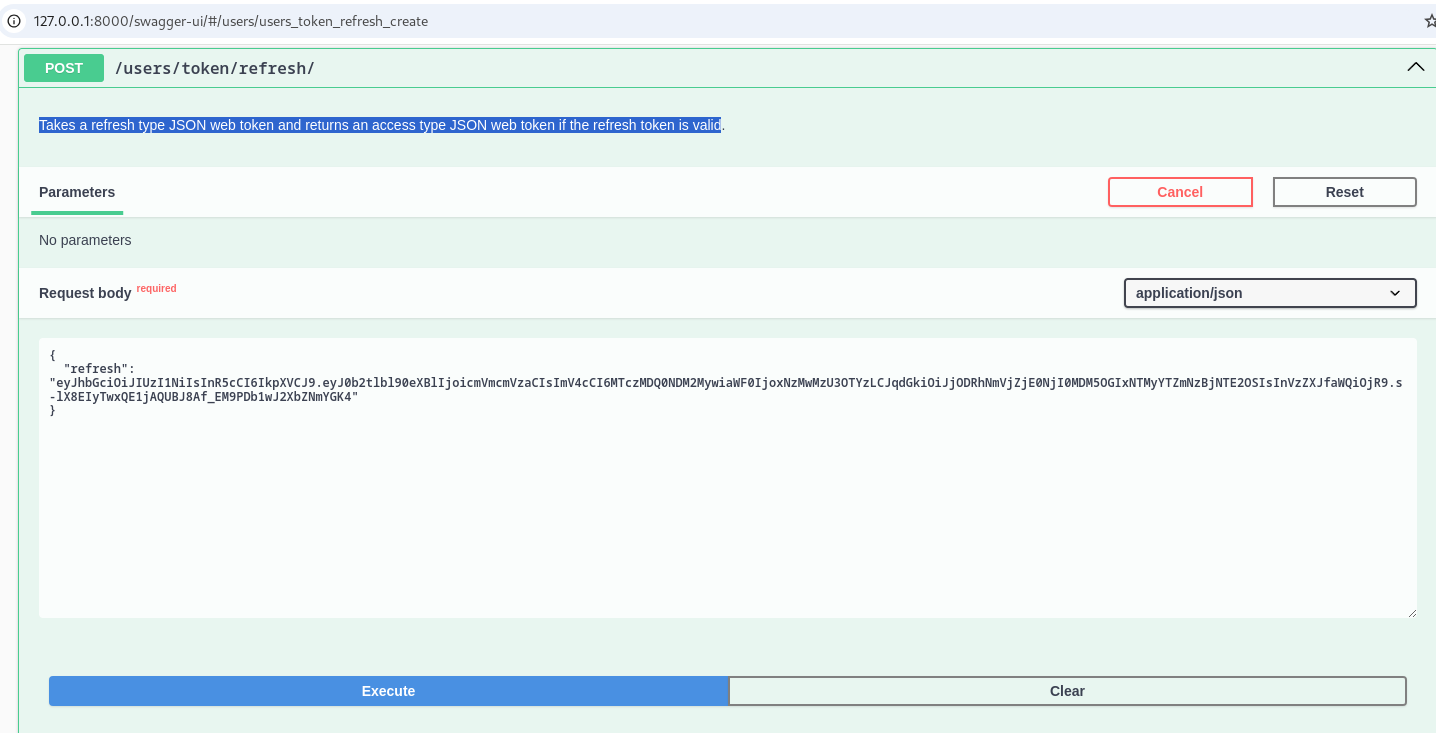 127.0.0.1:8000/swagger-ui/#/users/users_token_refresh_create
POST /users/token/refresh/
Takes a refresh type JSON web token and returns an access type JSON web token if the refresh token is valid.
Parameters
Cancel
Reset
No parameters
Request body required
application/json
{
"refresh":
"eyJhbGciOiJIUzI1NiIsInR5cCI6IkpXVCJ9.eyJ0b2tlbl90eXBlIjoicmVmcmVzaCIsImV4cCI6MTczMDQ0NDM2MywiaWF0IjoxNzMwMzU3OTYzLCJqdGkiOiJjODRhNmVjZjE0NjI0MDM5OGIxNTMyYTZmNzBjNTE2OSIsInVzZXJfaWQiOjR9.s
-lX8EIyTwxQE1jAQUBJ8Af_EM9PDb1wJ2XbZNmYGK4"
}
Execute
Clear